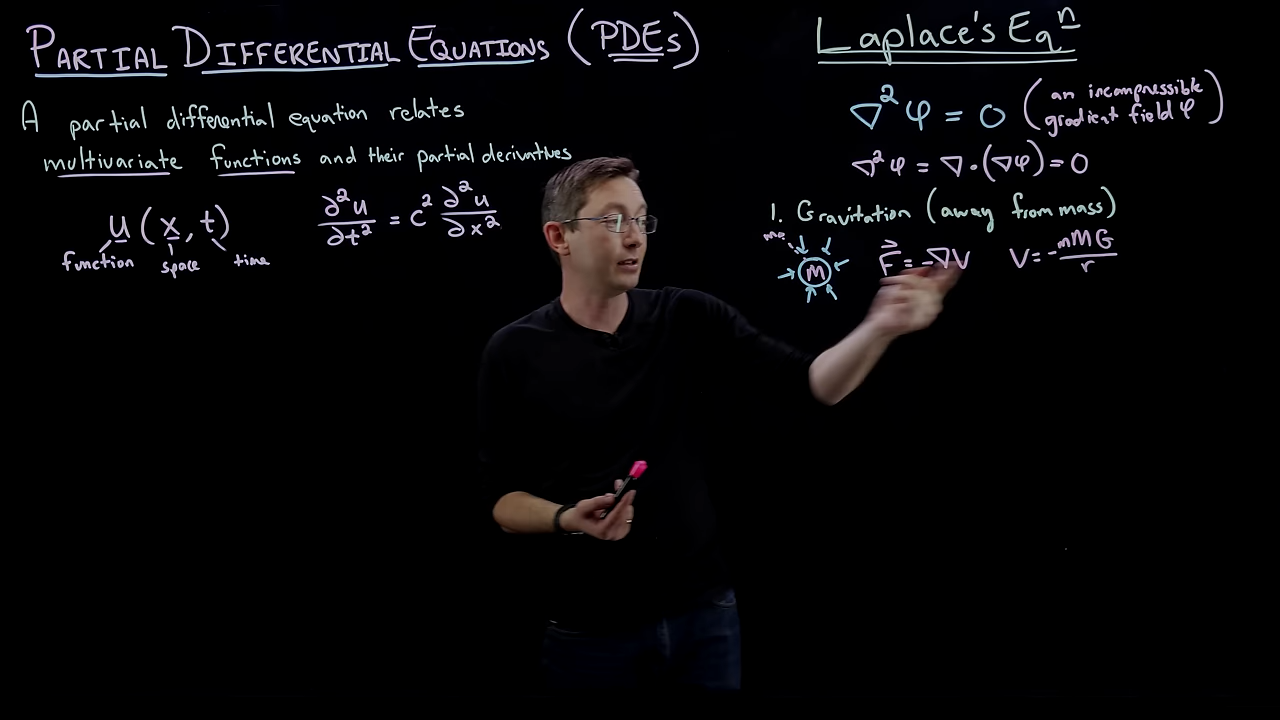 PARTIAL DIFFERENTIAL EQUATIONS (PDEs)
A partial differential equation relates
multivariate functions and their partial derivatives
u(x,t)
function space time
∂²u/∂t² = c² ∂²u/∂x²
Laplace's Eqⁿ
∇²φ = 0 (an incompressible
gradient field φ)
∇²φ = ∇·(∇φ) = 0
1. Gravitation (away from mass)
m
M
F⃗ = -∇V V = -mMG/r